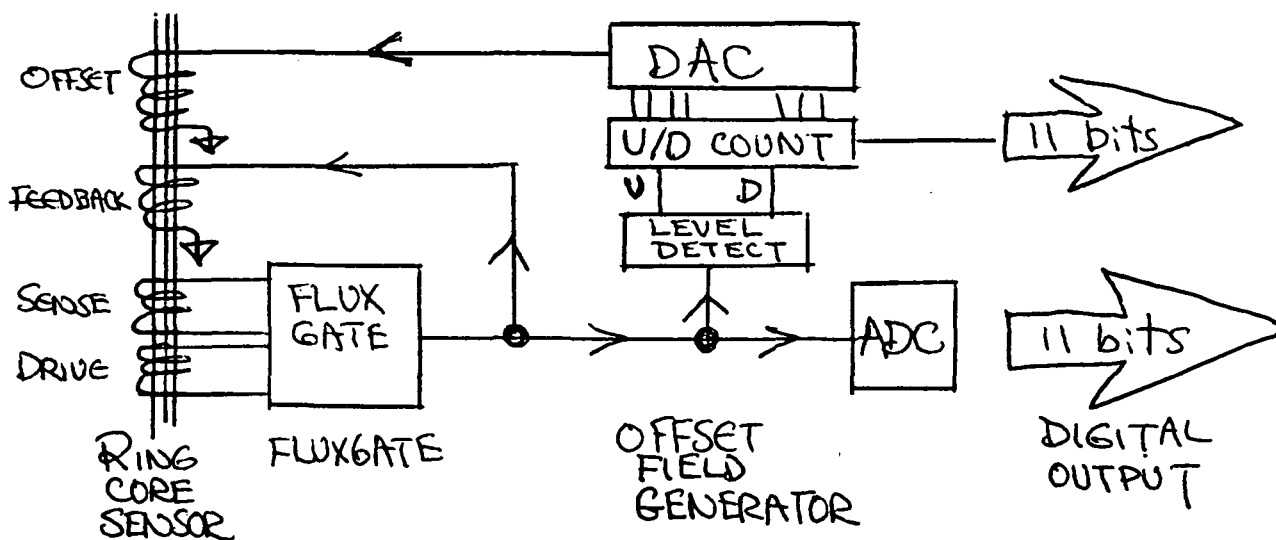 OFFSET
DAC
U/D COUNT
11 bits
FEEDBACK
U
D
LEVEL
DETECT
SENSE
DRIVE
FLUX
GATE
ADC
11 bits
RING
CORE
SENSOR
FLUXGATE
OFFSET
FIELD
GENERATOR
DIGITAL
OUTPUT